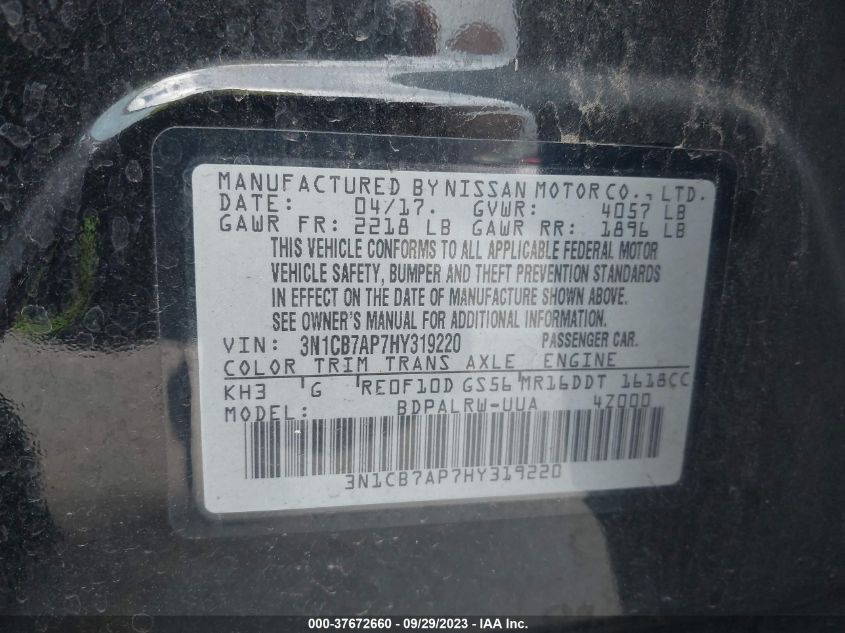 MANUFACTURED BY NISSAN MOTOR CO., LTD.
DATE: 04/17. GVWR: 4057 LB
GAWR FR: 2218 LB GAWR RR: 1896 LB
THIS VEHICLE CONFORMS TO ALL APPLICABLE FEDERAL MOTOR
VEHICLE SAFETY, BUMPER AND THEFT PREVENTION STANDARDS
IN EFFECT ON THE DATE OF MANUFACTURE SHOWN ABOVE.
SEE OWNER'S MANUAL FOR ADDITIONAL INFORMATION.
VIN: 3N1CB7AP7HY319220 PASSENGER CAR.
COLOR TRIM TRANS AXLE ENGINE
KH3 G RE0F10D GS56 MR16DDT 1618CC
MODEL: BDPALRW-UUA 4Z000
3N1CB7AP7HY319220
000-37672660 - 09/29/2023 - IAA Inc.